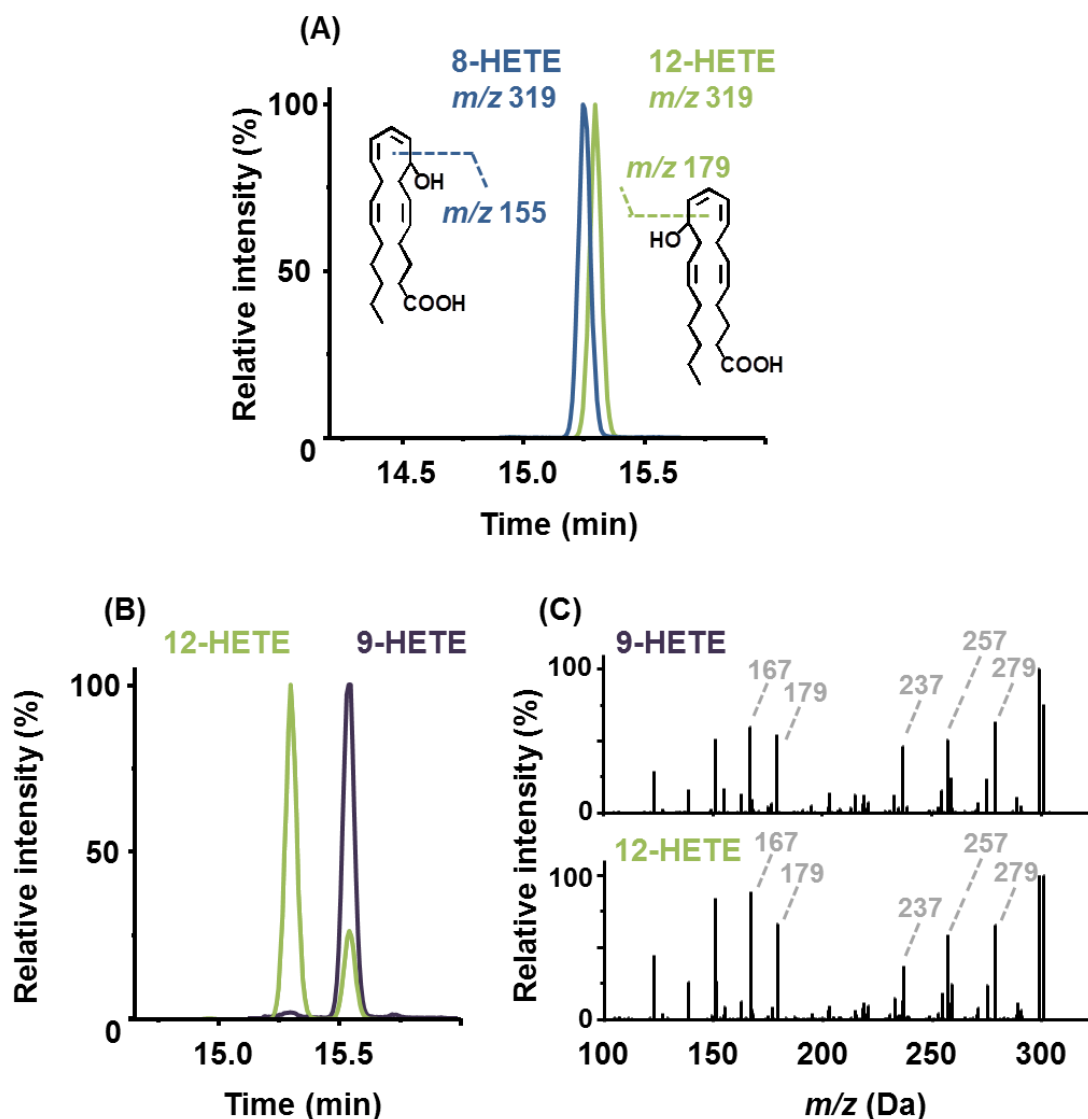 (A)
8-HETE
m/z 319
12-HETE
m/z 319
Relative intensity (%)
100
50
0
OH
m/z 155
COOH
m/z 179
HO
COOH
14.5
15.0
15.5
Time (min)
(B)
12-HETE
9-HETE
Relative intensity (%)
100
50
0
15.0
15.5
Time (min)
(C)
9-HETE
Relative intensity (%)
100
0
167
179
237
257
279
12-HETE
100
0
167
179
237
257
279
100
150
200
250
300
m/z (Da)